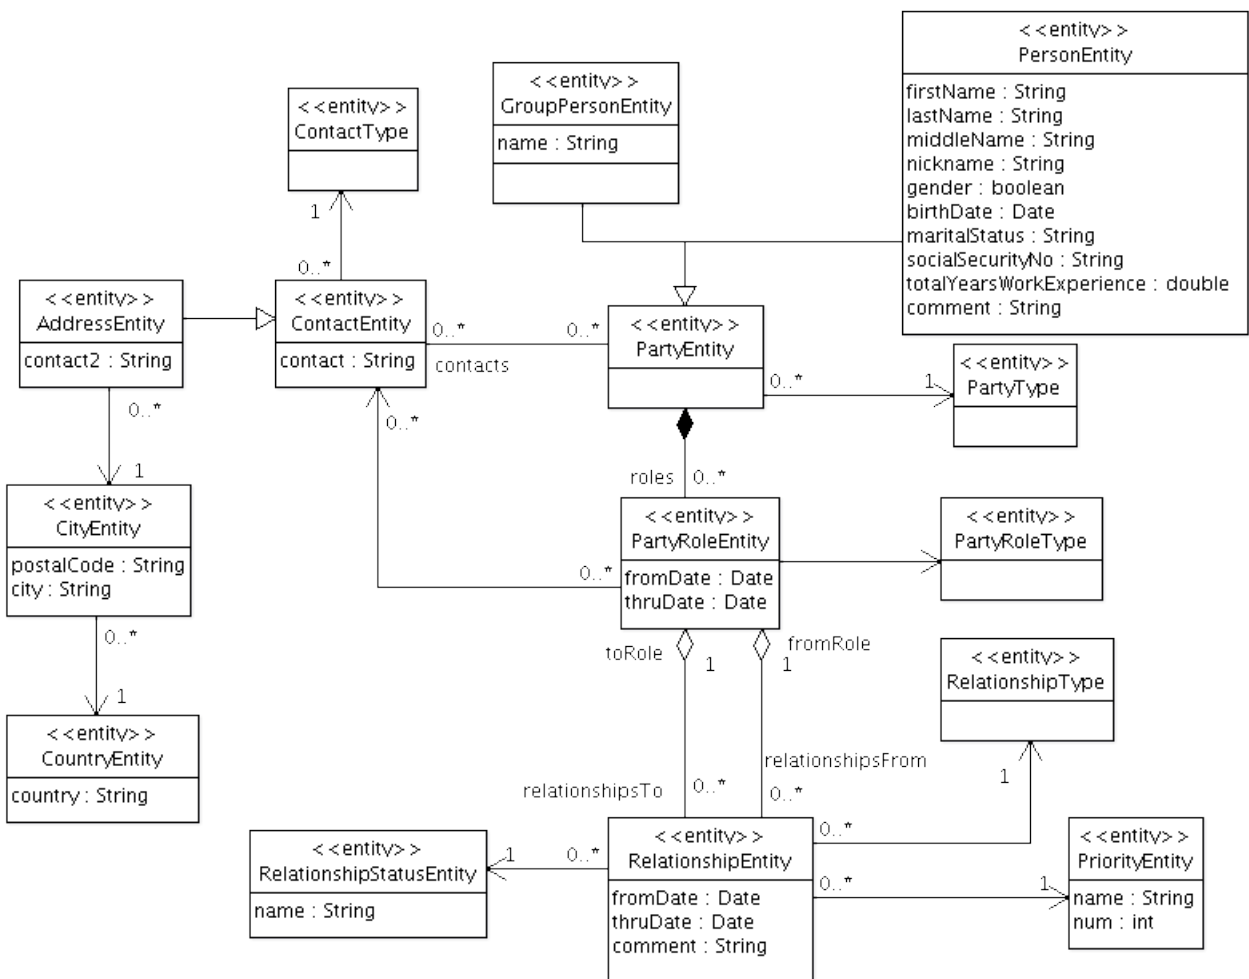 <<entity>>
PersonEntity
firstName : String
lastName : String
middleName : String
nickname : String
gender : boolean
birthDate : Date
maritalStatus : String
socialSecurityNo : String
totalYearsWorkExperience : double
comment : String
<<entity>>
GroupPersonEntity
name : String
<<entity>>
ContactType
1
0..*
<<entity>>
AddressEntity
contact2 : String
<<entity>>
ContactEntity
contact : String
0..*
0..*
contacts
<<entity>>
PartyEntity
0..*
1
<<entity>>
PartyType
0..*
1
0..*
roles
0..*
<<entity>>
CityEntity
postalCode : String
city : String
<<entity>>
PartyRoleEntity
fromDate : Date
thruDate : Date
0..*
<<entity>>
PartyRoleType
0..*
1
toRole
1
fromRole
1
<<entity>>
RelationshipType
<<entity>>
CountryEntity
country : String
relationshipsFrom
1
relationshipsTo
0..*
0..*
<<entity>>
RelationshipStatusEntity
name : String
1
0..*
<<entity>>
RelationshipEntity
fromDate : Date
thruDate : Date
comment : String
0..*
0..*
1
<<entity>>
PriorityEntity
name : String
num : int